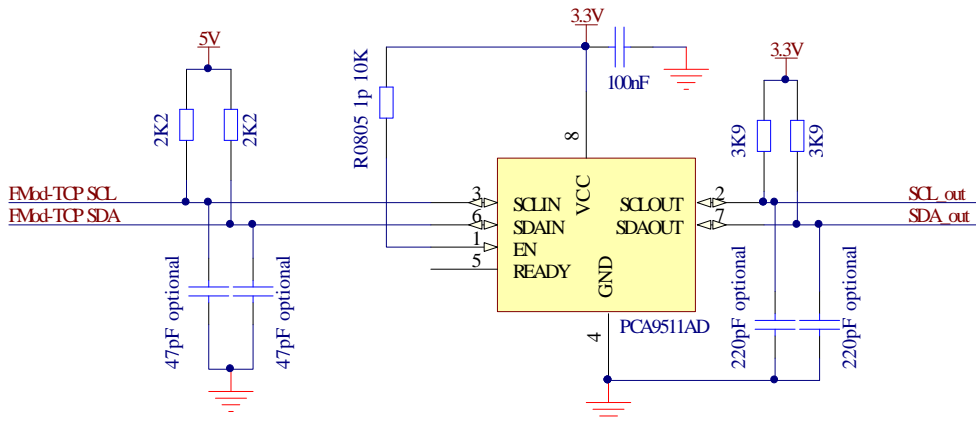 3.3V
5V
3.3V
100nF
R0805 1p 10K
2K2
2K2
3K9
3K9
8
VCC
FMod-TCP SCL
FMod-TCP SDA
3
6
1
5
SCLIN
SDAIN
EN
READY
SCLOUT
SDAOUT
GND
2
7
SCL_out
SDA_out
4
PCA9511AD
47pF optional
47pF optional
220pF optional
220pF optional